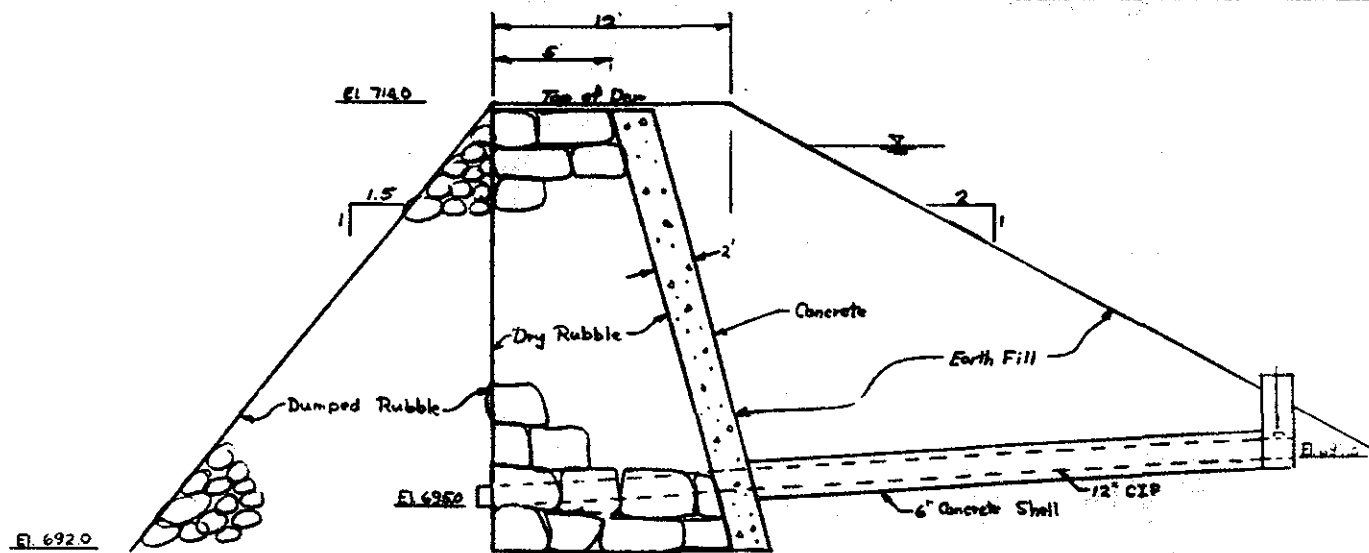 12'
6'
El. 714.0
Top of Dam
1.5
1
2
1
2'
Concrete
Dry Rubble
Earth Fill
Dumped Rubble
El. 695.0
12" CIP
6" Concrete Shell
El. 692.0